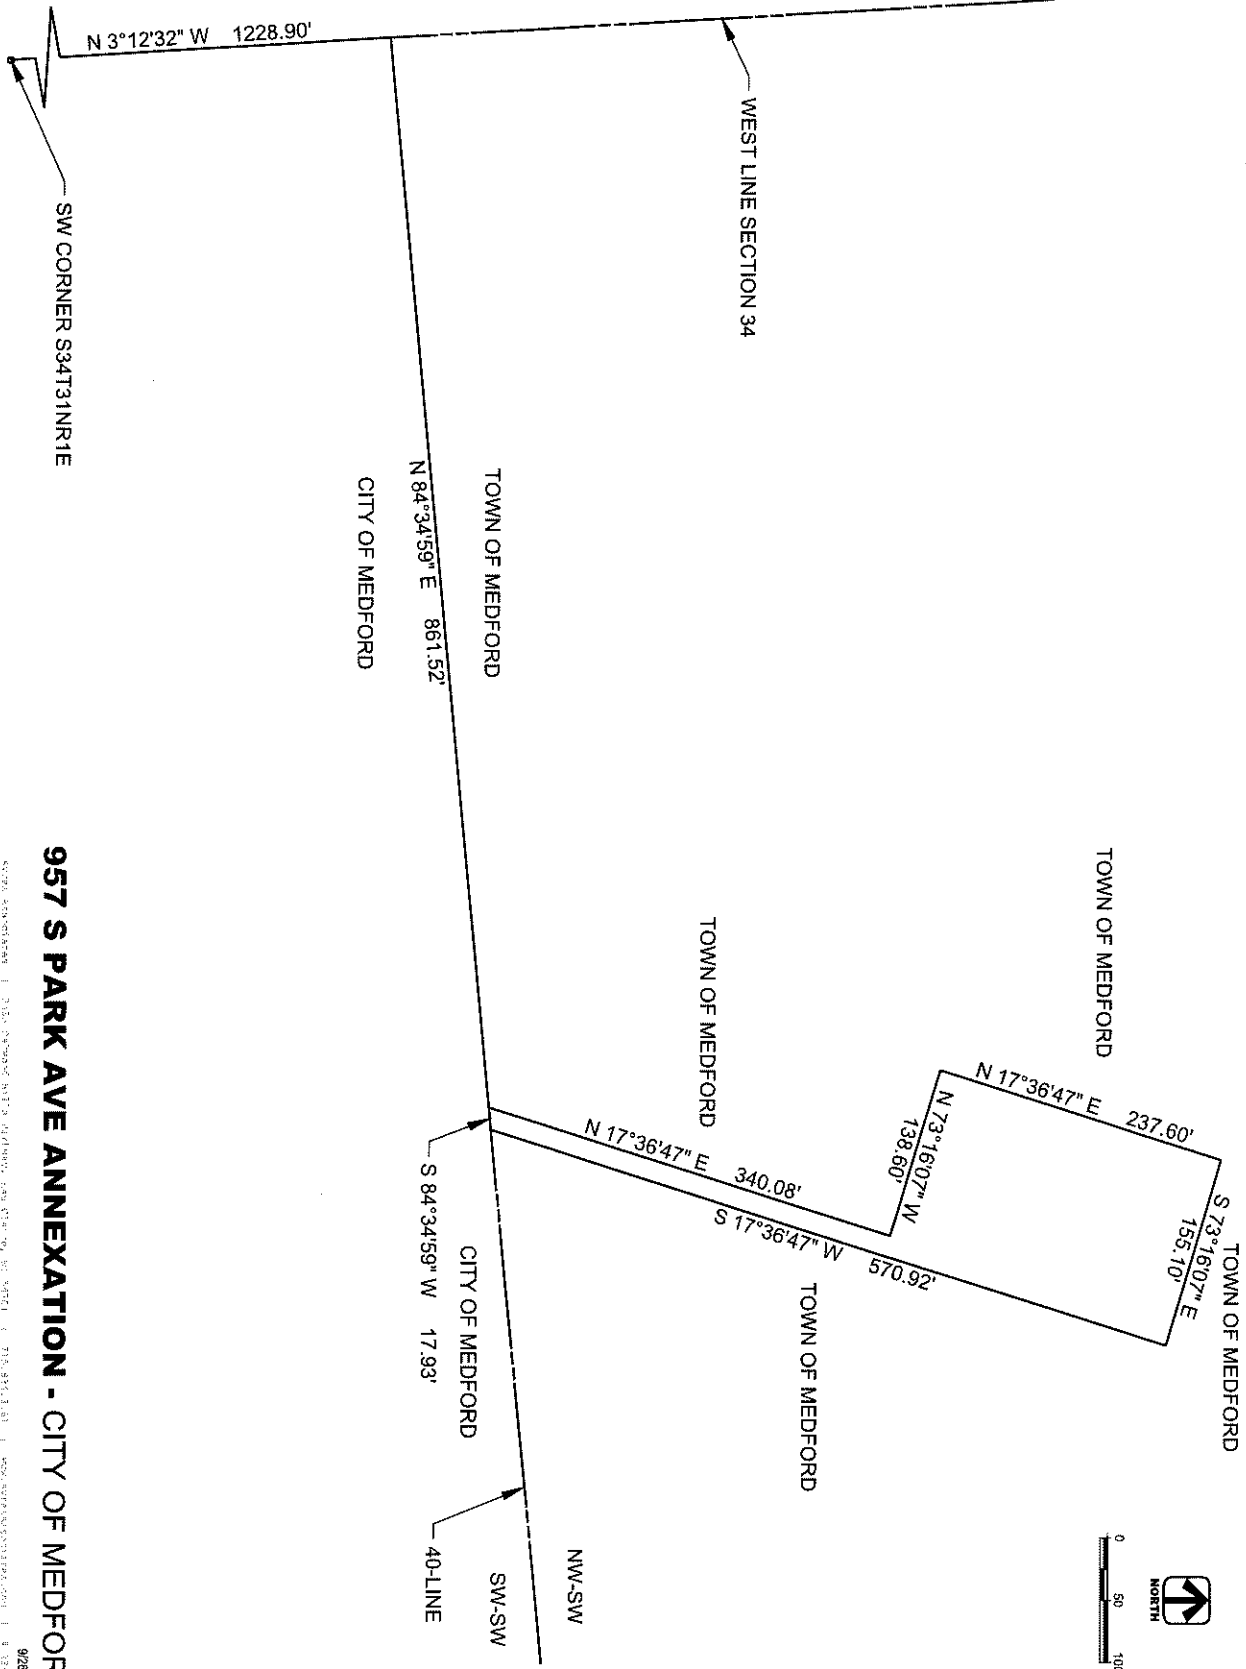 TOWN OF MEDFORD
S 73°16'07" E
155.10'
TOWN OF MEDFORD
N 17°36'47" E 237.60'
N 73°16'07" W
138.60'
NORTH
0 50
WEST LINE SECTION 34
TOWN OF MEDFORD
N 17°36'47" E 340.08'
S 17°36'47" W 570.92'
TOWN OF MEDFORD
NW-SW
SW-SW
TOWN OF MEDFORD
N 84°34'59" E 861.52'
CITY OF MEDFORD
CITY OF MEDFORD
S 84°34'59" W 17.93'
40-LINE
N 3°12'32" W 1228.90'
SW CORNER S34T31NR1E
957 S PARK AVE ANNEXATION - CITY OF MEDFOR